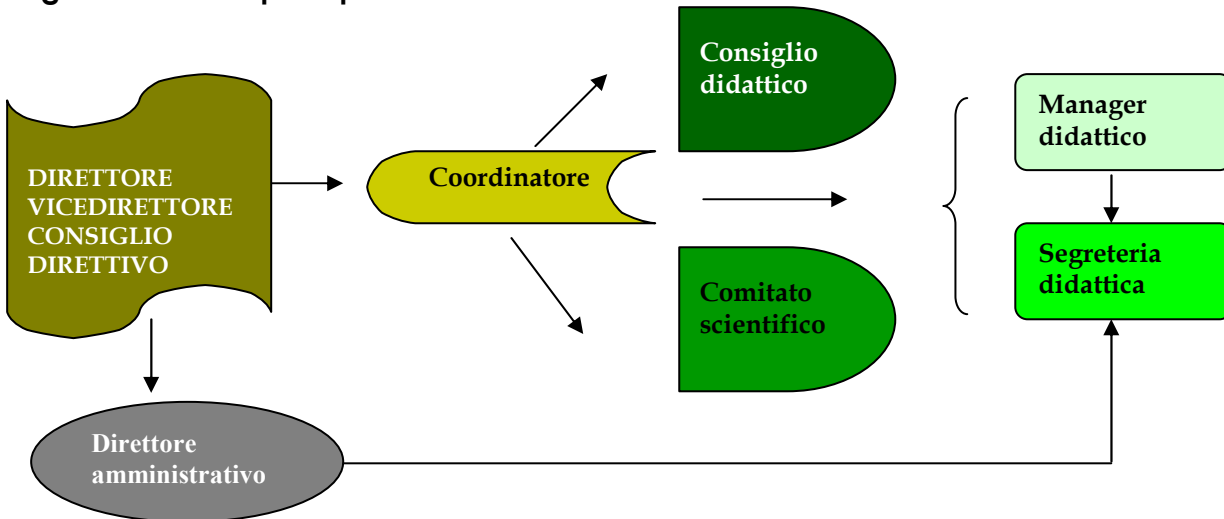 Consiglio
didattico
Manager
didattico
DIRETTORE
VICEDIRETTORE
CONSIGLIO
DIRETTIVO
Coordinatore
Segreteria
didattica
Comitato
scientifico
Direttore
amministrativo